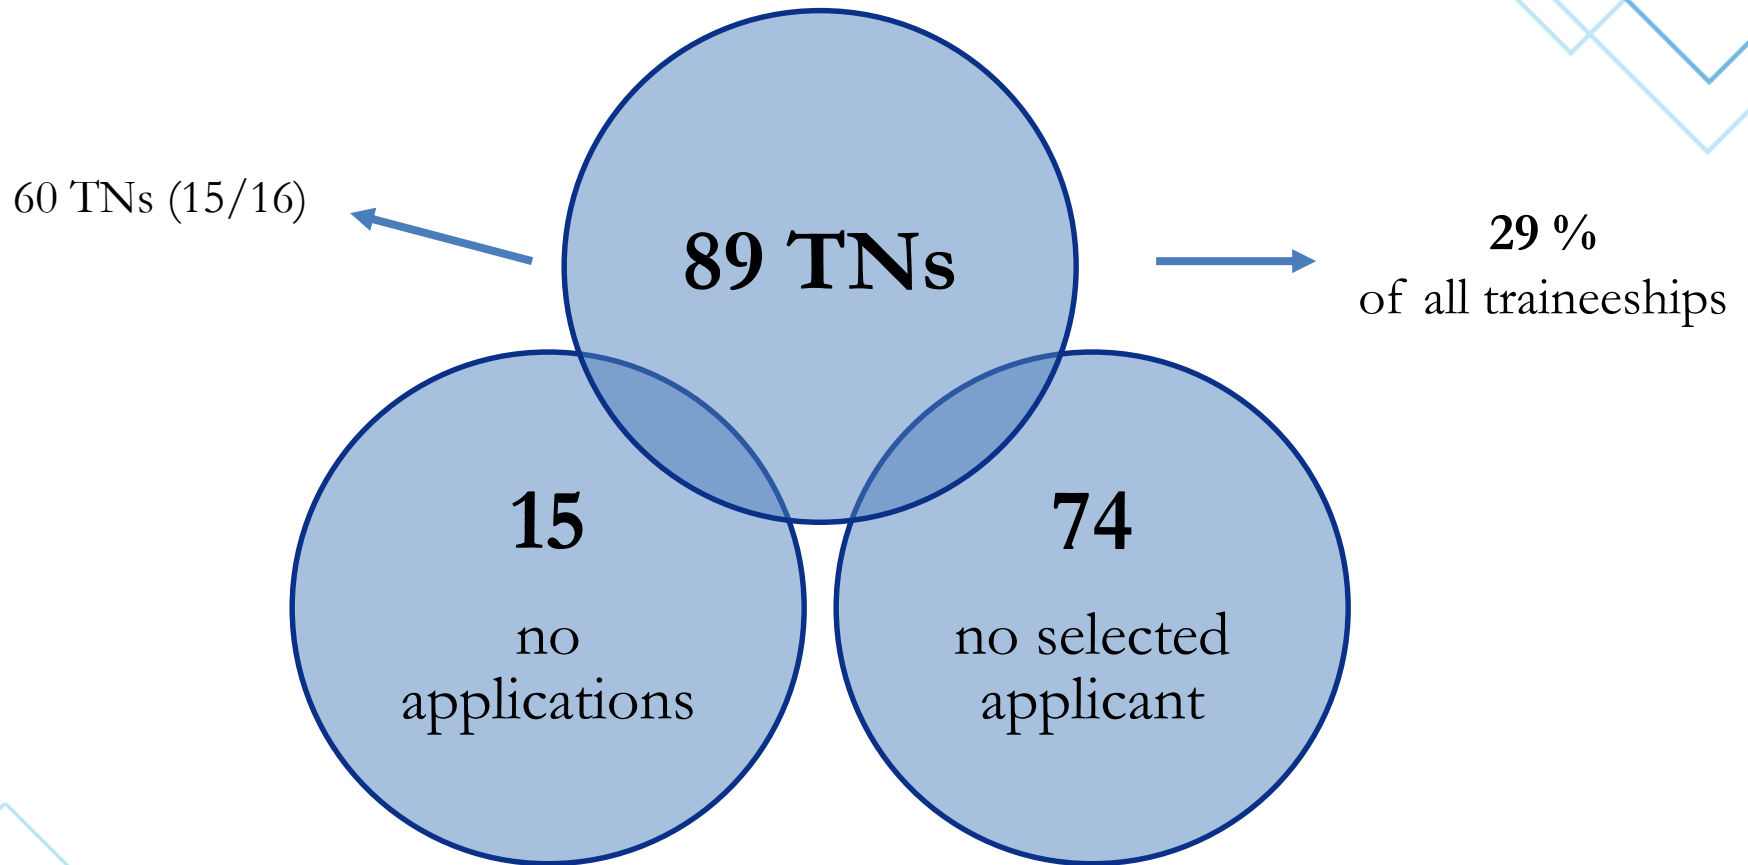 60 TNs (15/16)
89 TNs
29 %
of all traineeships
15
no
applications
74
no selected
applicant